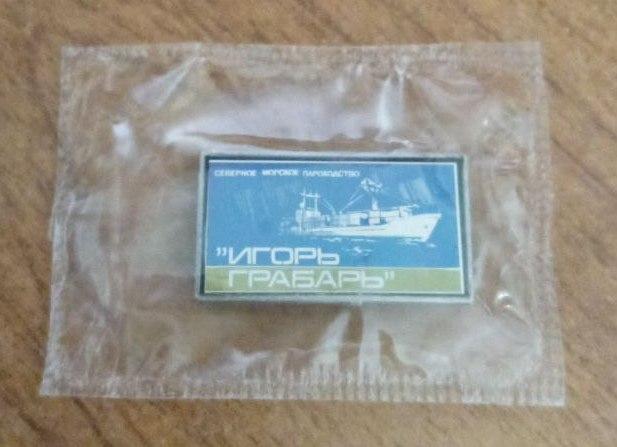 СЕВЕРНОЕ МОРСКОЕ ПАРОХОДСТВО
"ИГОРЬ
ГРАБАРЬ"